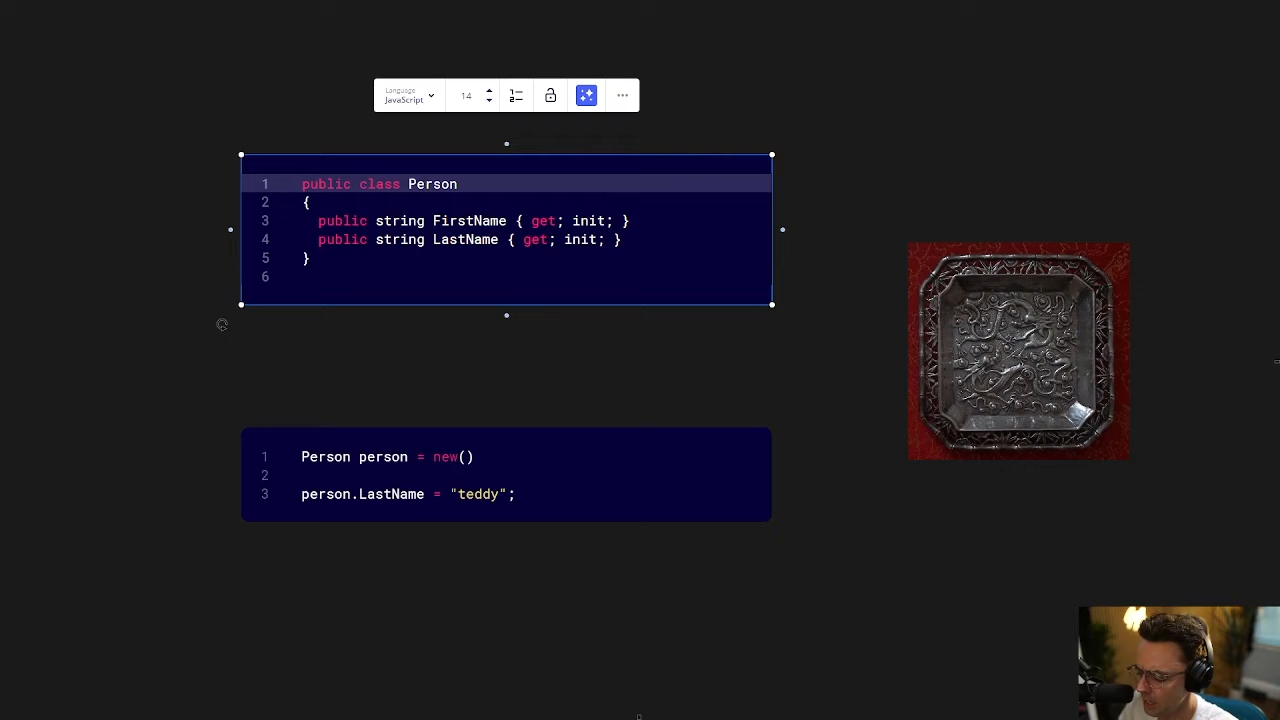 Language
JavaScript
14
1 public class Person
2 {
3 public string FirstName { get; init; }
4 public string LastName { get; init; }
5 }
6
1 Person person = new()
2
3 person.LastName = "teddy";